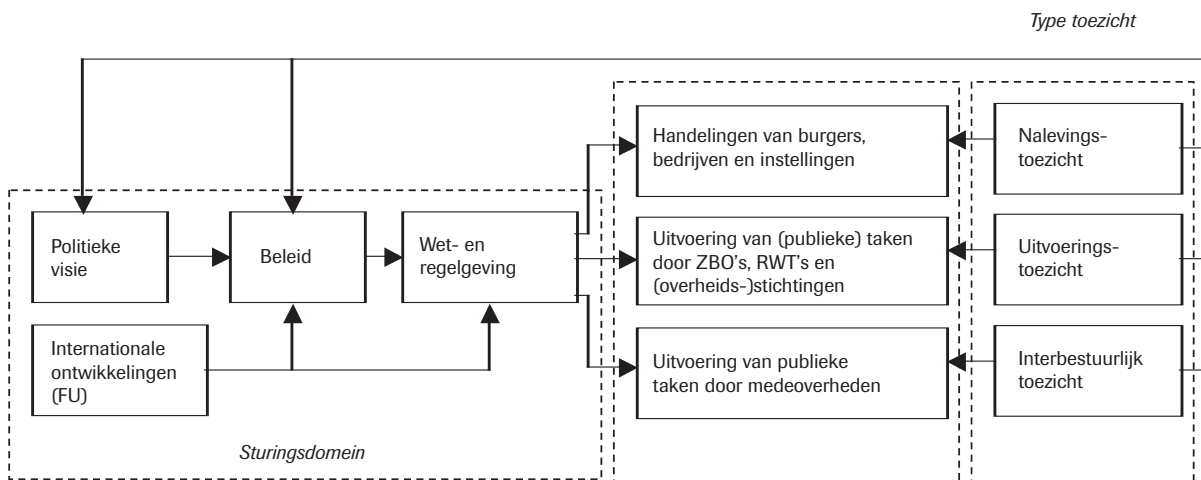 Type toezicht
Handelingen van burgers,
bedrijven en instellingen
Nalevings-
toezicht
Politieke
visie
Beleid
Wet- en
regelgeving
Uitvoering van (publieke) taken
door ZBO's, RWT's en
(overheids-)stichtingen
Uitvoerings-
toezicht
Internationale
ontwikkelingen
(FU)
Uitvoering van publieke
taken door medeoverheden
Interbestuurlijk
toezicht
Sturingsdomein